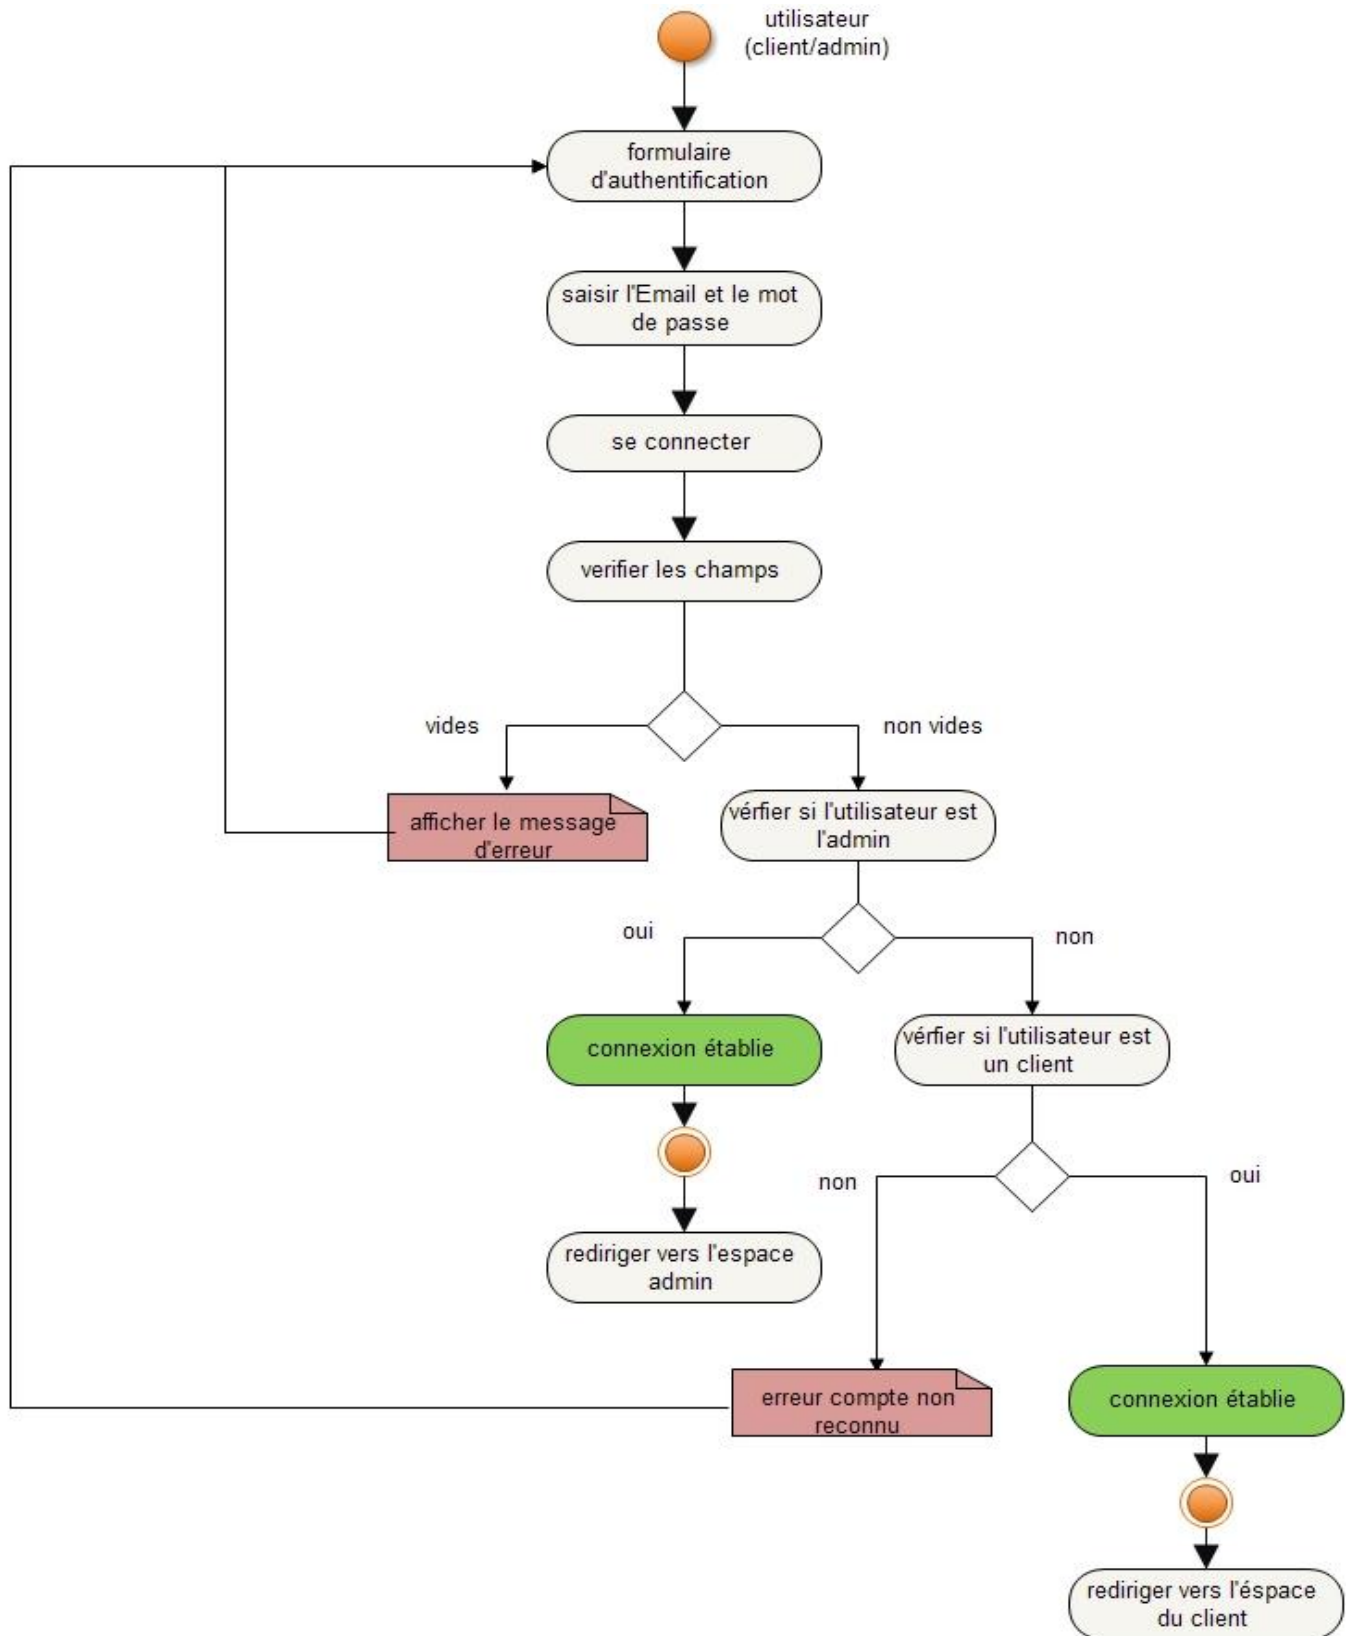 utilisateur
(client/admin)
formulaire
d'authentification
saisir l'Email et le mot
de passe
se connecter
verifier les champs
vides
non vides
afficher le message
d'erreur
vérfier si l'utilisateur est
l'admin
oui
non
connexion établie
vérfier si l'utilisateur est
un client
non
oui
rediriger vers l'espace
admin
erreur compte non
reconnu
connexion établie
rediriger vers l'éspace
du client